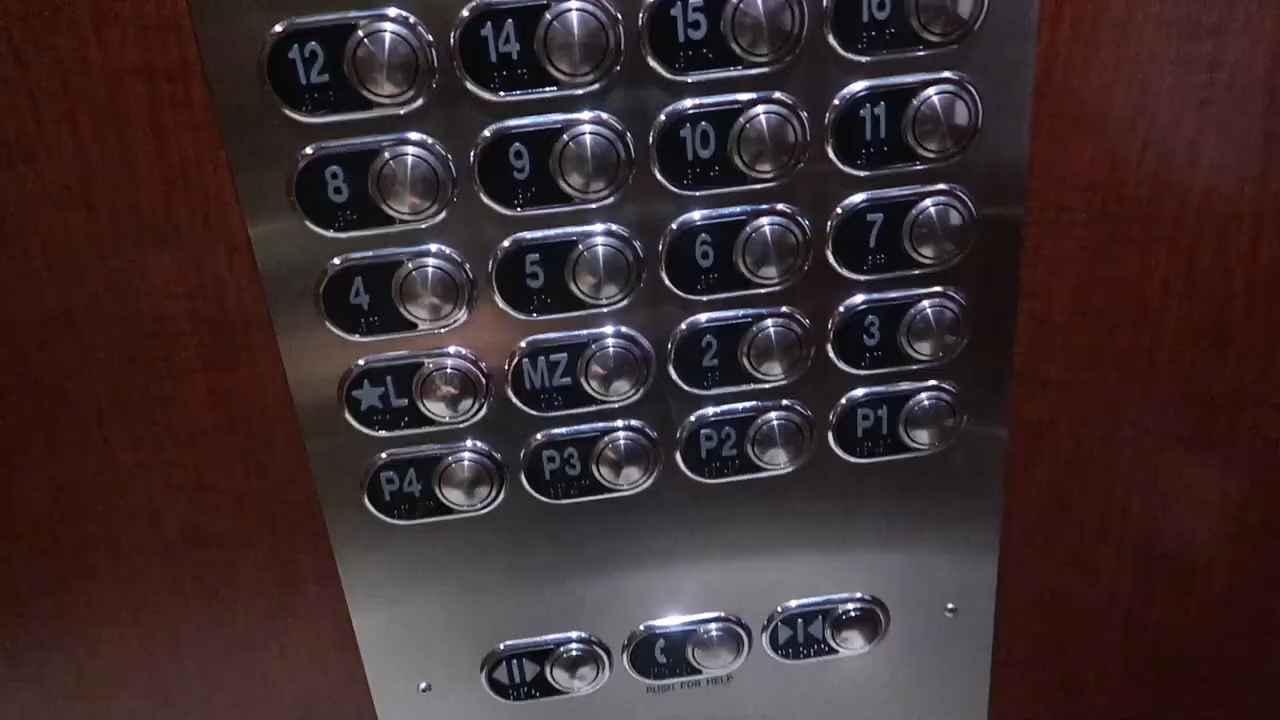 12 14 15 16
8 9 10 11
4 5 6 7
★L MZ 2 3
P4 P3 P2 P1
PUSH FOR HELP